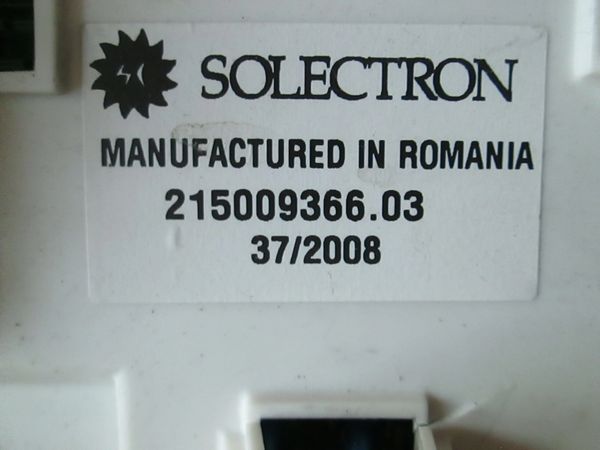 SOLECTRON
MANUFACTURED IN ROMANIA
215009366.03
37/2008